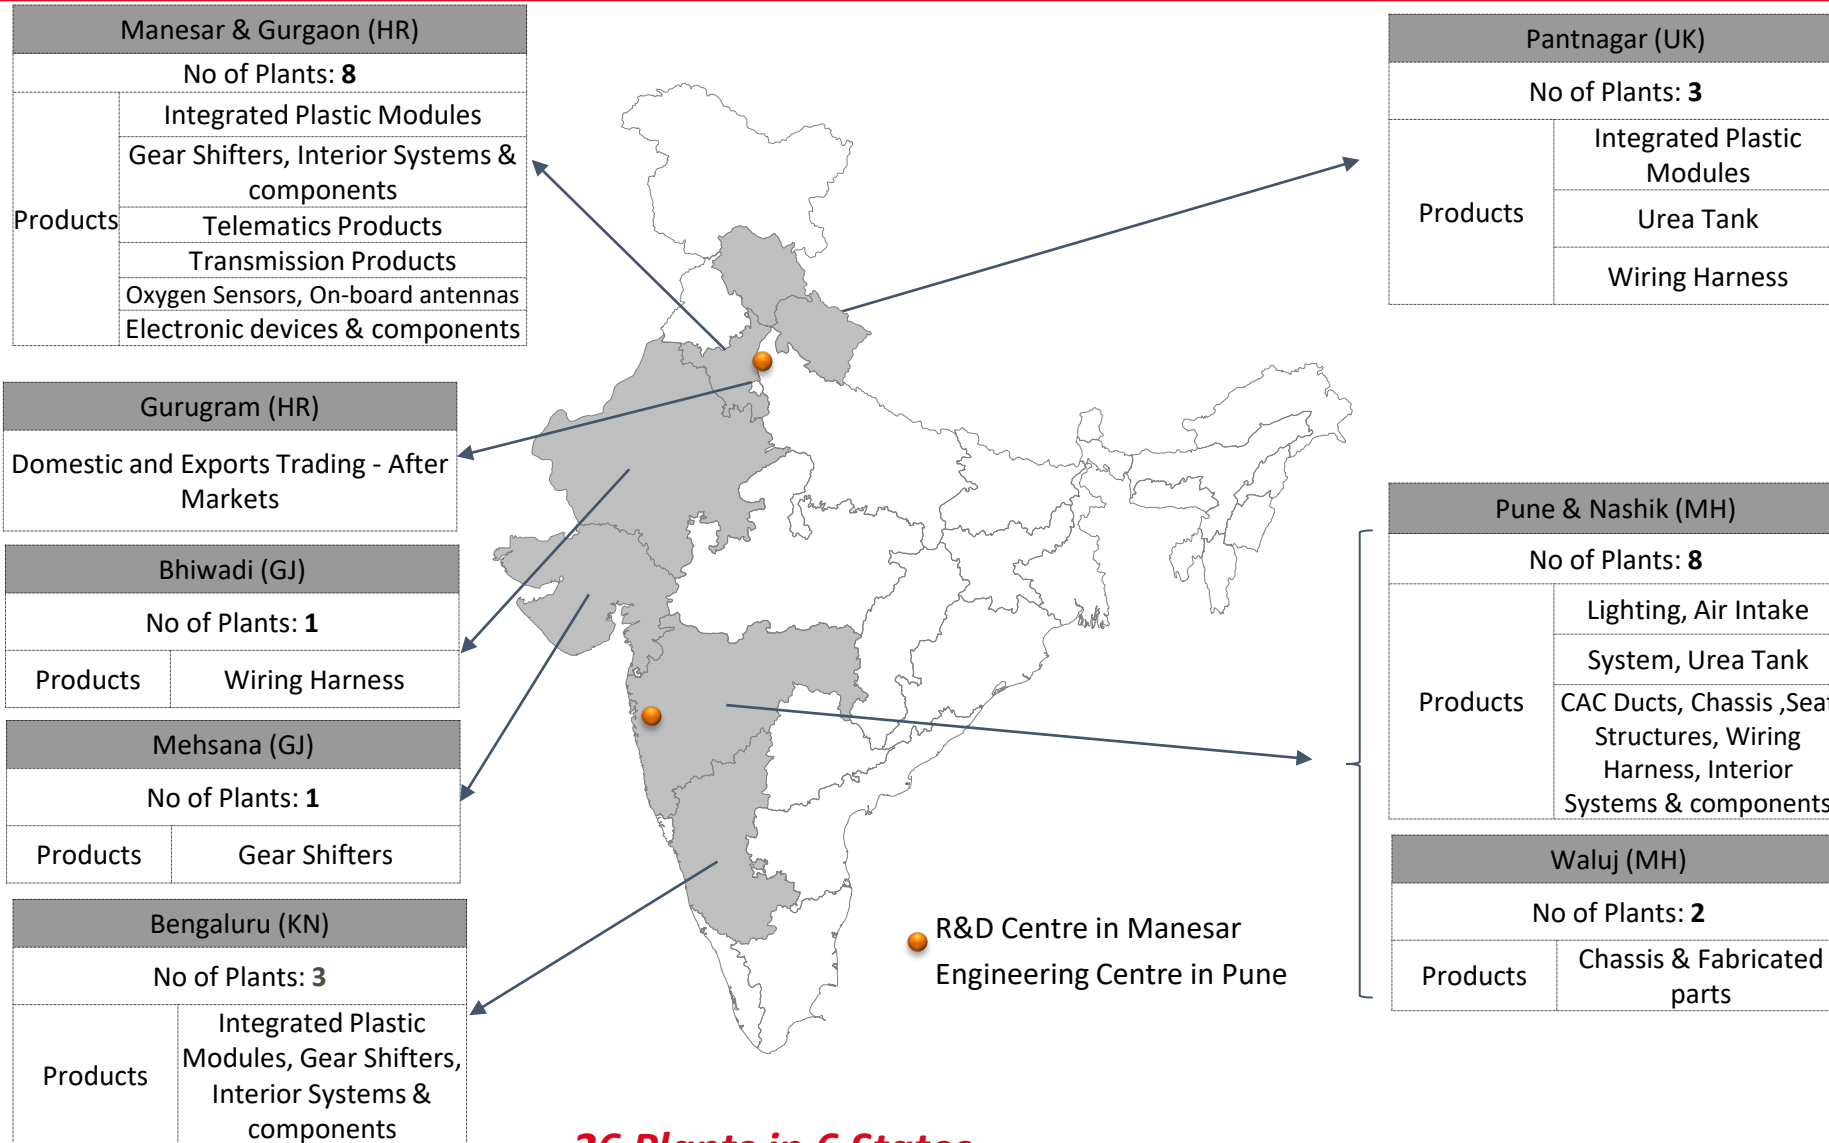 Manesar & Gurgaon (HR)
No of Plants: 8
Products
Integrated Plastic Modules
Gear Shifters, Interior Systems &
components
Telematics Products
Transmission Products
Oxygen Sensors, On-board antennas
Electronic devices & components
Gurugram (HR)
Domestic and Exports Trading - After
Markets
Bhiwadi (GJ)
No of Plants: 1
Products
Wiring Harness
Mehsana (GJ)
No of Plants: 1
Products
Gear Shifters
Bengaluru (KN)
No of Plants: 3
Products
Integrated Plastic
Modules, Gear Shifters,
Interior Systems &
components
R&D Centre in Manesar
Engineering Centre in Pune
Pantnagar (UK)
No of Plants: 3
Products
Integrated Plastic
Modules
Urea Tank
Wiring Harness
Pune & Nashik (MH)
No of Plants: 8
Products
Lighting, Air Intake
System, Urea Tank
CAC Ducts, Chassis ,Seat
Structures, Wiring
Harness, Interior
Systems & components
Waluj (MH)
No of Plants: 2
Products
Chassis & Fabricated
parts
26 Plants in 6 States